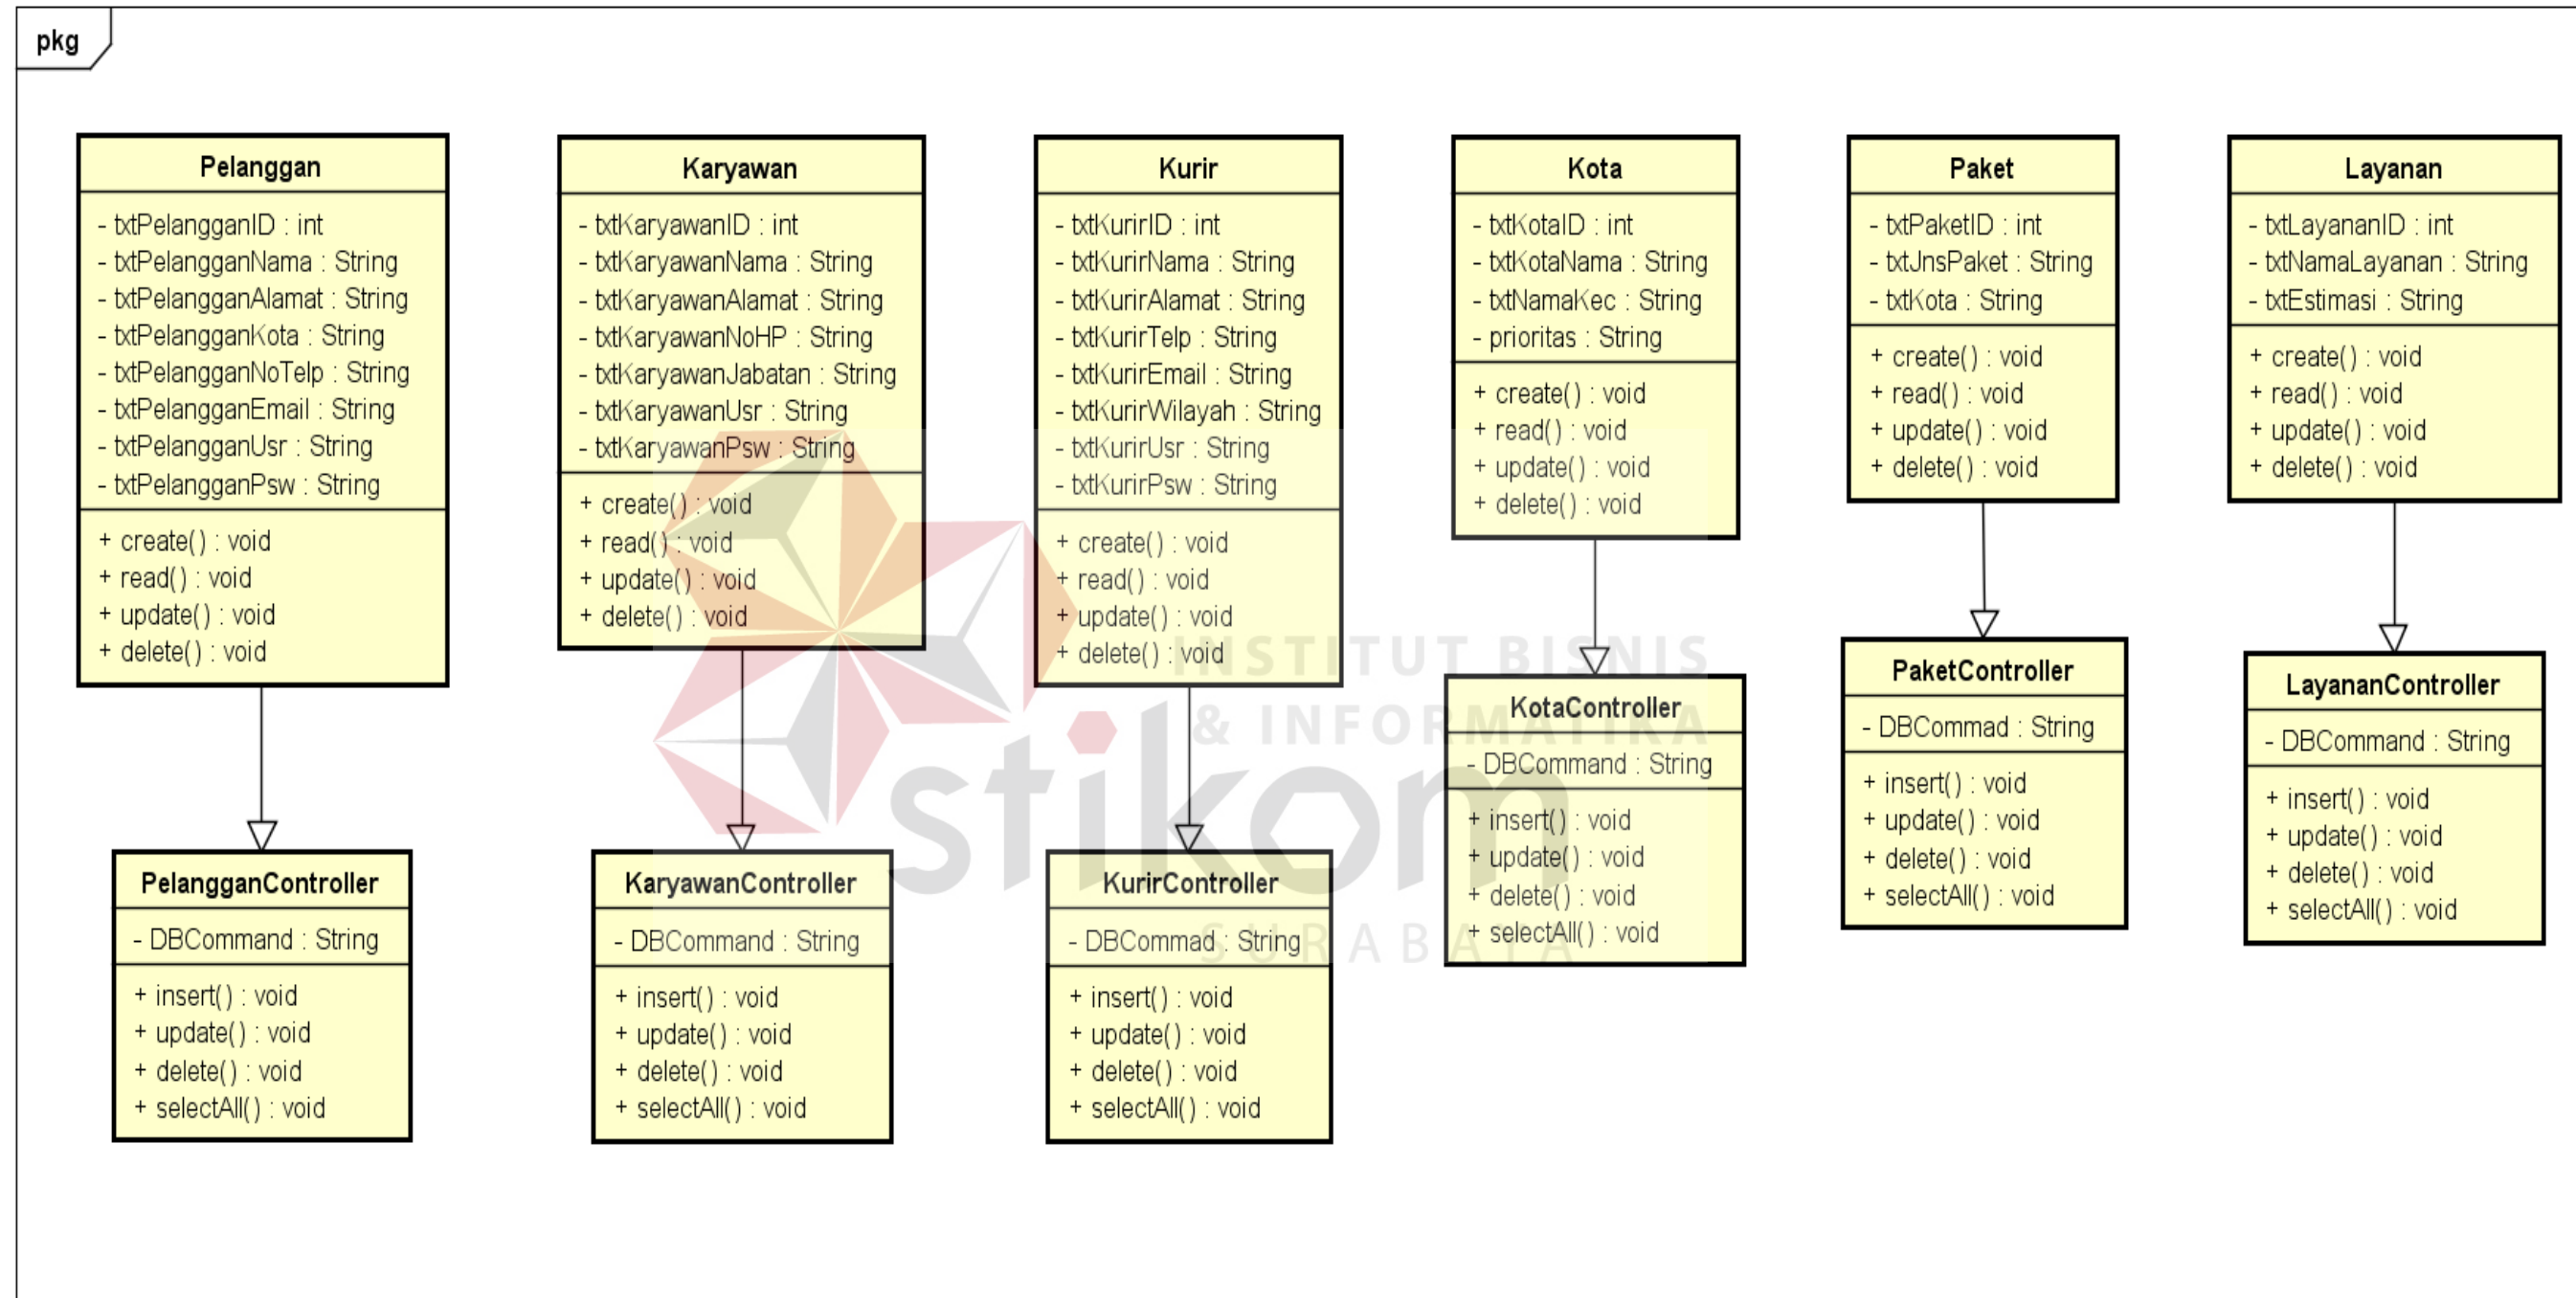 pkg
Pelanggan
- txtPelangganID : int
- txtPelangganNama : String
- txtPelangganAlamat : String
- txtPelangganKota : String
- txtPelangganNoTelp : String
- txtPelangganEmail : String
- txtPelangganUsr : String
- txtPelangganPsw : String
+ create() : void
+ read() : void
+ update() : void
+ delete() : void
Karyawan
- txtKaryawanID : int
- txtKaryawanNama : String
- txtKaryawanAlamat : String
- txtKaryawanNoHP : String
- txtKaryawanJabatan : String
- txtKaryawanUsr : String
- txtKaryawanPsw : String
+ create() : void
+ read() : void
+ update() : void
+ delete() : void
Kurir
- txtKurirID : int
- txtKurirNama : String
- txtKurirAlamat : String
- txtKurirTelp : String
- txtKurirEmail : String
- txtKurirWilayah : String
- txtKurirUsr : String
- txtKurirPsw : String
+ create() : void
+ read() : void
+ update() : void
+ delete() : void
Kota
- txtKotaID : int
- txtKotaNama : String
- txtNamaKec : String
- prioritas : String
+ create() : void
+ read() : void
+ update() : void
+ delete() : void
Paket
- txtPaketID : int
- txtJnsPaket : String
- txtKota : String
+ create() : void
+ read() : void
+ update() : void
+ delete() : void
Layanan
- txtLayananID : int
- txtNamaLayanan : String
- txtEstimasi : String
+ create() : void
+ read() : void
+ update() : void
+ delete() : void
PelangganController
- DBCommand : String
+ insert() : void
+ update() : void
+ delete() : void
+ selectAll() : void
KaryawanController
- DBCommand : String
+ insert() : void
+ update() : void
+ delete() : void
+ selectAll() : void
KurirController
- DBCommad : String
+ insert() : void
+ update() : void
+ delete() : void
+ selectAll() : void
KotaController
- DBCommand : String
+ insert() : void
+ update() : void
+ delete() : void
+ selectAll() : void
PaketController
- DBCommad : String
+ insert() : void
+ update() : void
+ delete() : void
+ selectAll() : void
LayananController
- DBCommand : String
+ insert() : void
+ update() : void
+ delete() : void
+ selectAll() : void
INSTITUT BISNIS
& INFORMATIKA
stikom
SURABAYA